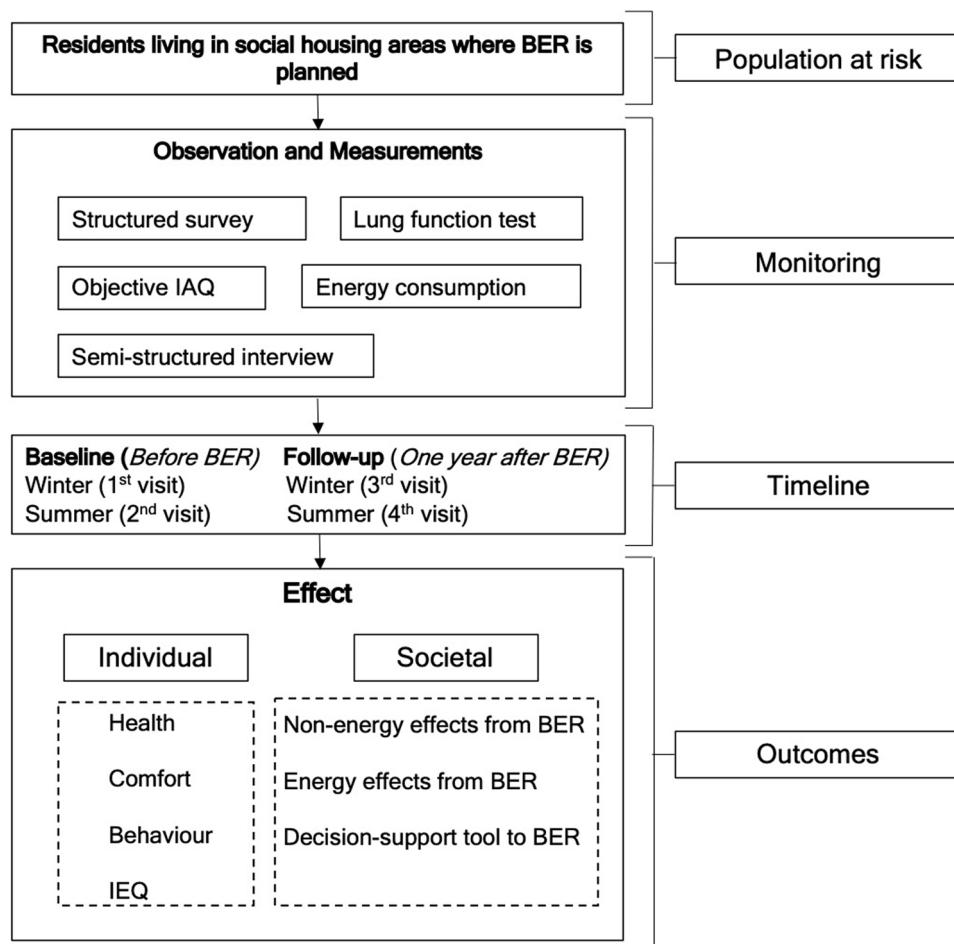 Residents living in social housing areas where BER is
planned
Population at risk
Observation and Measurements
Structured survey
Lung function test
Objective IAQ
Energy consumption
Semi-structured interview
Monitoring
Baseline (Before BER)
Follow-up (One year after BER)
Winter (1st visit)
Winter (3rd visit)
Summer (2nd visit)
Summer (4th visit)
Timeline
Effect
Individual
Societal
Health
Comfort
Behaviour
IEQ
Non-energy effects from BER
Energy effects from BER
Decision-support tool to BER
Outcomes